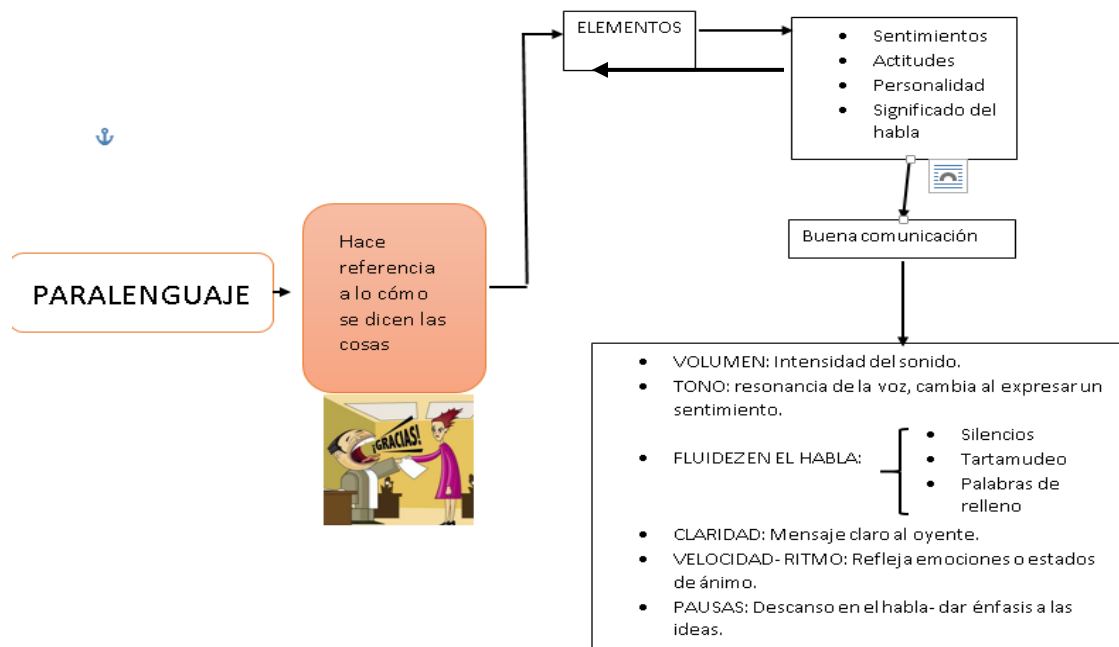 PARALENGUAJE
Hace
referencia
a lo cómo
se dicen las
cosas
¡GRACIAS!
ELEMENTOS
• Sentimientos
• Actitudes
• Personalidad
• Significado del
habla
Buena comunicación
• VOLUMEN: Intensidad del sonido.
• TONO: resonancia de la voz, cambia al expresar un
sentimiento.
• FLUIDEZEN EL HABLA:
• Silencios
• Tartamudeo
• Palabras de
relleno
• CLARIDAD: Mensaje claro al oyente.
• VELOCIDAD- RITMO: Refleja emociones o estados
de ánimo.
• PAUSAS: Descanso en el habla- dar énfasis a las
ideas.